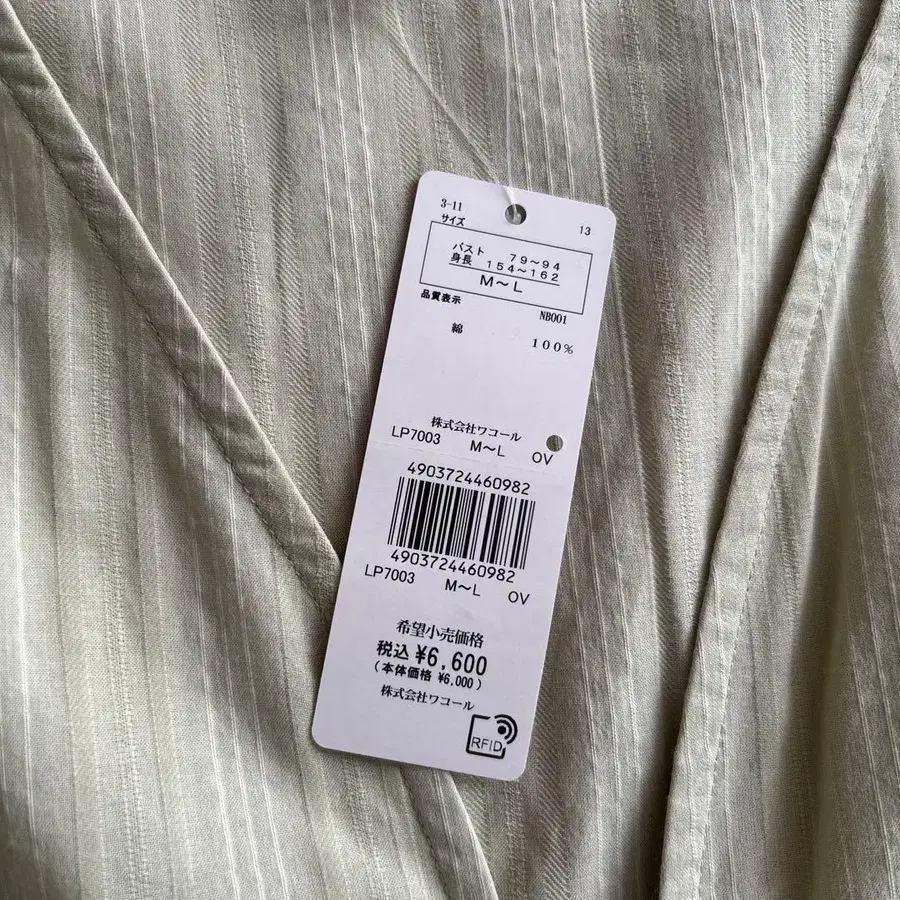 3-11 13
サイズ
バスト 79～94
身長 154～162
M～L
品質表示 NB001
綿 100%
株式会社ワコール
LP7003 M～L OV
4903724460982
4903724460982
LP7003 M～L OV
希望小売価格
税込 ¥6,600
(本体価格 ¥6,000)
株式会社ワコール
RFID